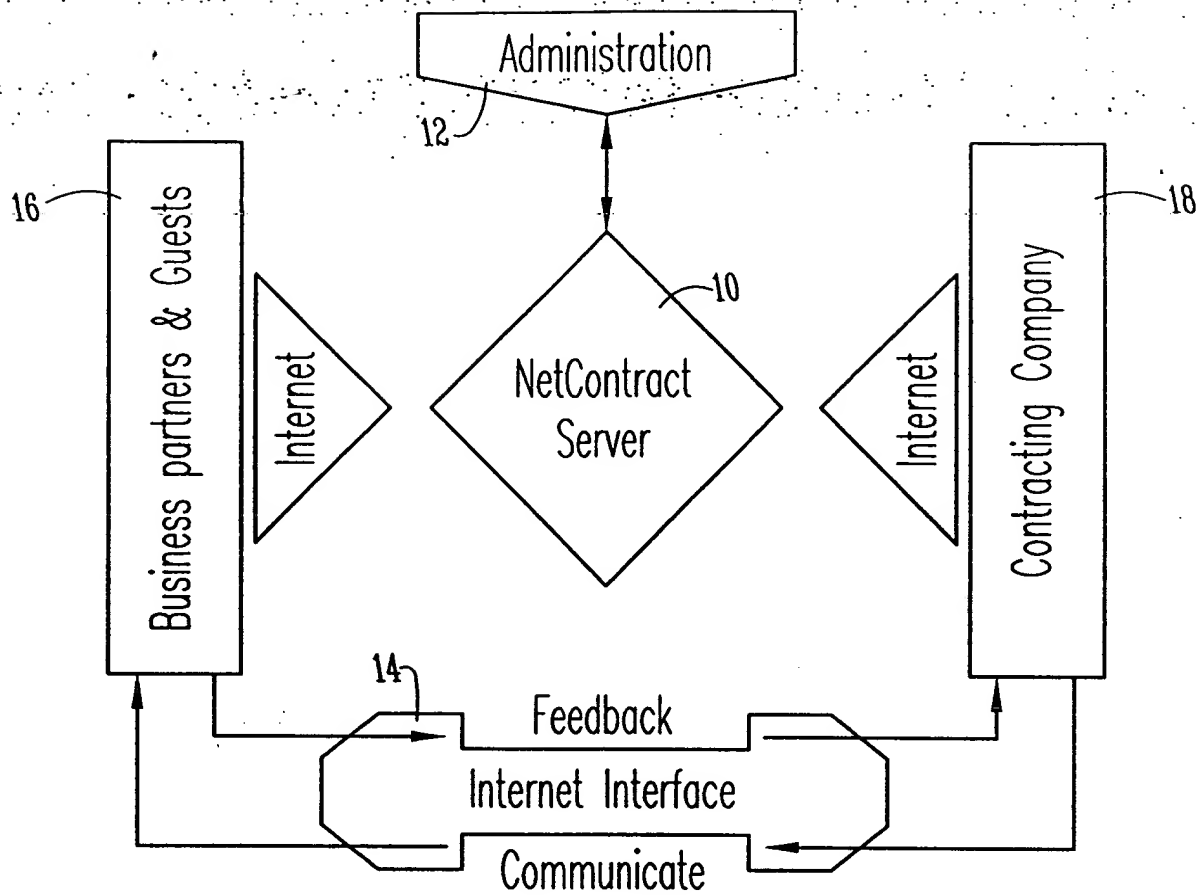 Administration
12
16
18
Business partners & Guests
Internet
10
NetContract
Server
Internet
Contracting Company
14
Feedback
Internet Interface
Communicate